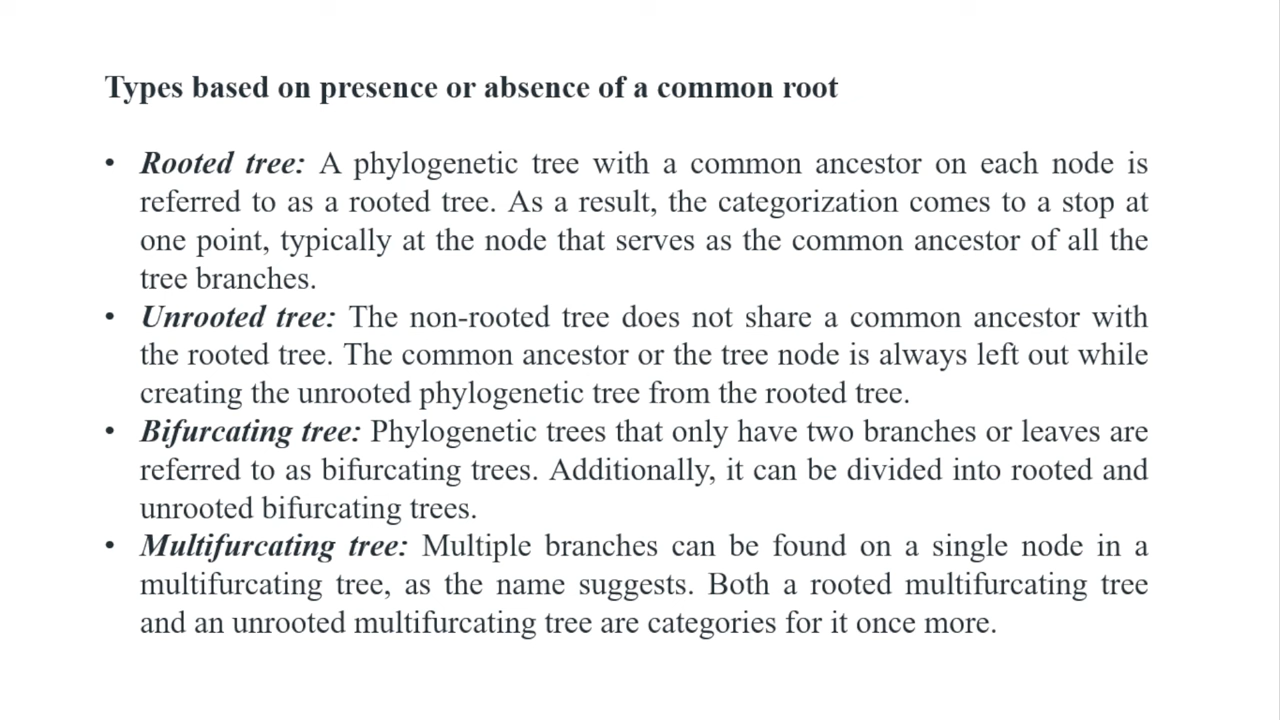 Types based on presence or absence of a common root
• Rooted tree: A phylogenetic tree with a common ancestor on each node is
referred to as a rooted tree. As a result, the categorization comes to a stop at
one point, typically at the node that serves as the common ancestor of all the
tree branches.
• Unrooted tree: The non-rooted tree does not share a common ancestor with
the rooted tree. The common ancestor or the tree node is always left out while
creating the unrooted phylogenetic tree from the rooted tree.
• Bifurcating tree: Phylogenetic trees that only have two branches or leaves are
referred to as bifurcating trees. Additionally, it can be divided into rooted and
unrooted bifurcating trees.
• Multifurcating tree: Multiple branches can be found on a single node in a
multifurcating tree, as the name suggests. Both a rooted multifurcating tree
and an unrooted multifurcating tree are categories for it once more.